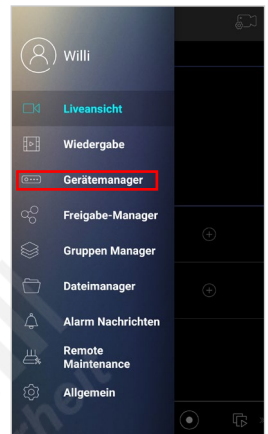 Willi
Liveansicht
Wiedergabe
Gerätemanager
Freigabe-Manager
Gruppen Manager
Dateimanager
Alarm Nachrichten
Remote
Maintenance
Allgemein